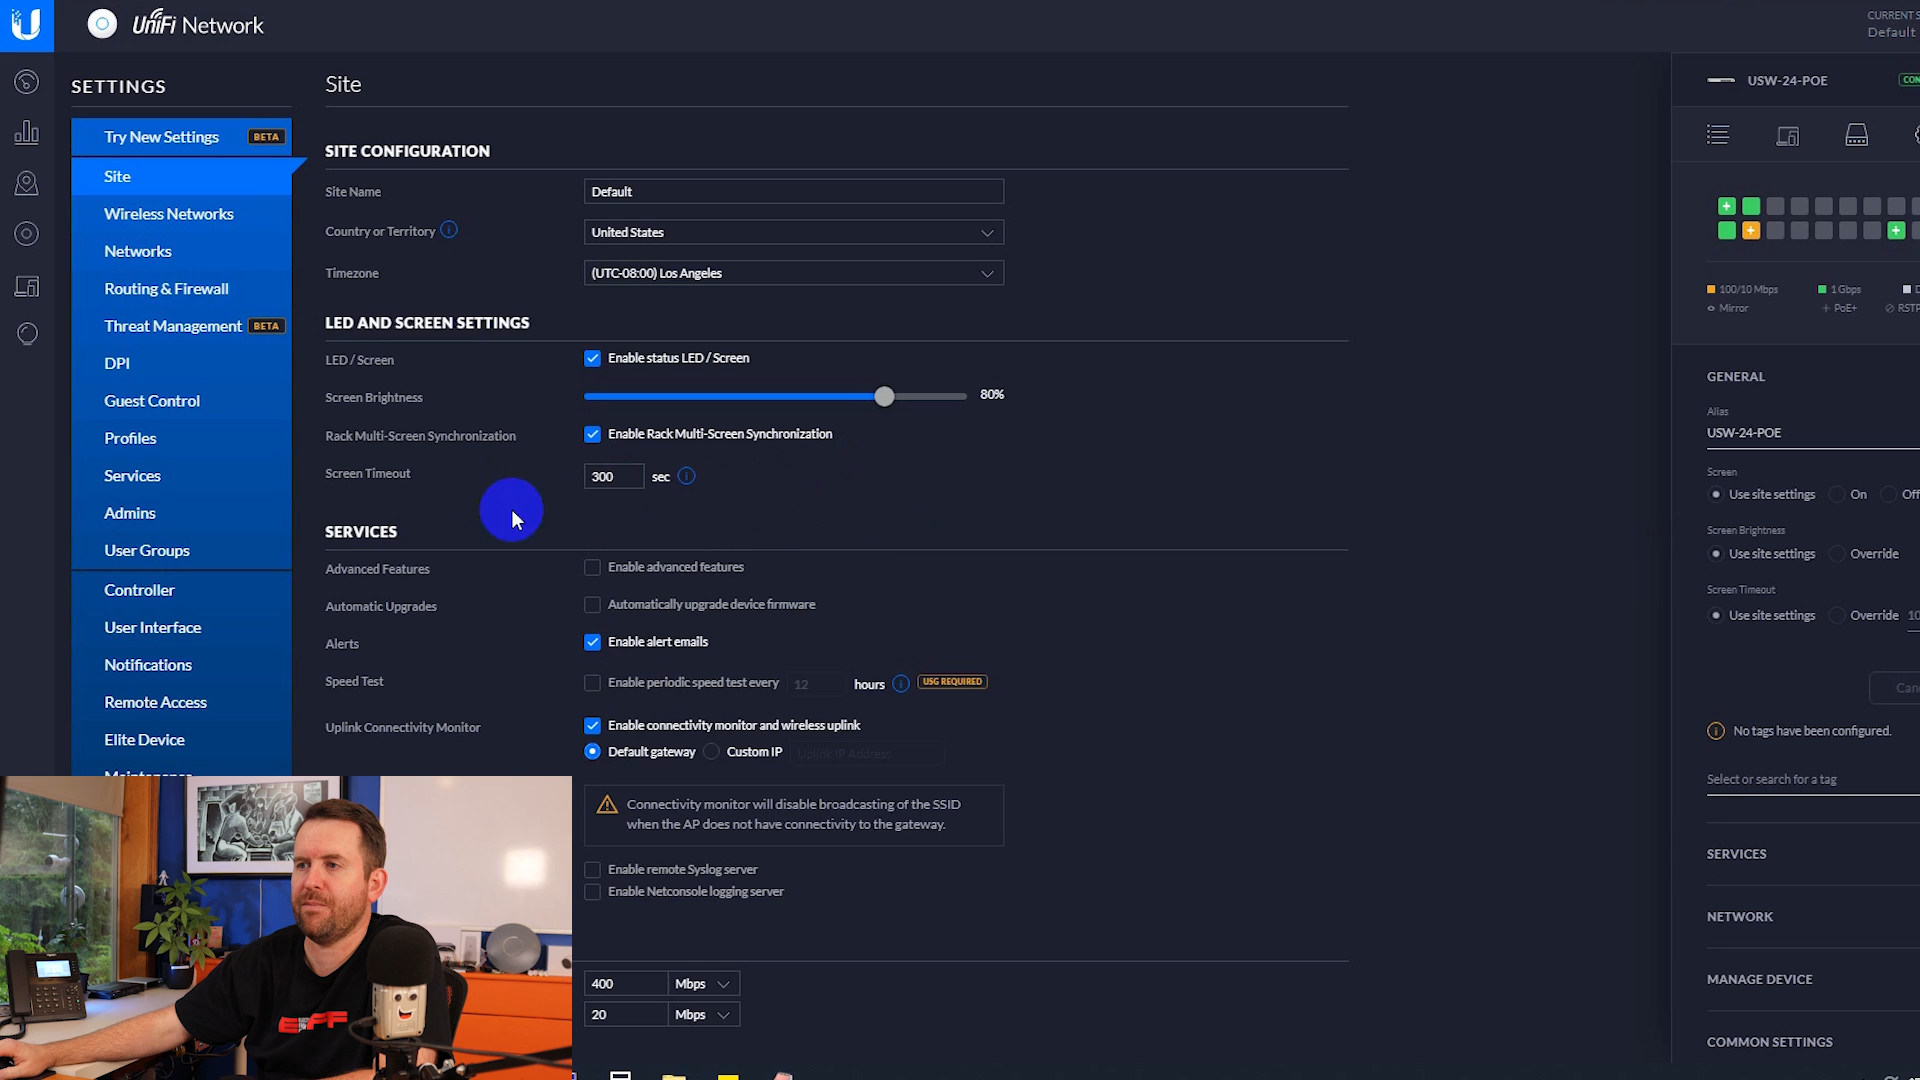 UniFi Network
CURRENT S
Default
SETTINGS
Try New Settings BETA
Site
Wireless Networks
Networks
Routing & Firewall
Threat Management BETA
DPI
Guest Control
Profiles
Services
Admins
User Groups
Controller
User Interface
Notifications
Remote Access
Elite Device
Maintenance
Site
SITE CONFIGURATION
Site Name Default
Country or Territory United States
Timezone (UTC-08:00) Los Angeles
LED AND SCREEN SETTINGS
LED / Screen Enable status LED / Screen
Screen Brightness 80%
Rack Multi-Screen Synchronization Enable Rack Multi-Screen Synchronization
Screen Timeout 300 sec
SERVICES
Advanced Features Enable advanced features
Automatic Upgrades Automatically upgrade device firmware
Alerts Enable alert emails
Speed Test Enable periodic speed test every 12 hours USG REQUIRED
Uplink Connectivity Monitor Enable connectivity monitor and wireless uplink
Default gateway Custom IP Uplink IP Address
Connectivity monitor will disable broadcasting of the SSID
when the AP does not have connectivity to the gateway.
Enable remote Syslog server
Enable Netconsole logging server
400 Mbps
20 Mbps
USW-24-POE CON
100/10 Mbps 1 Gbps D
Mirror PoE+ RSTP
GENERAL
Alias
USW-24-POE
Screen
Use site settings On Off
Screen Brightness
Use site settings Override
Screen Timeout
Use site settings Override 10
Canc
No tags have been configured.
Select or search for a tag
SERVICES
NETWORK
MANAGE DEVICE
COMMON SETTINGS
EFF